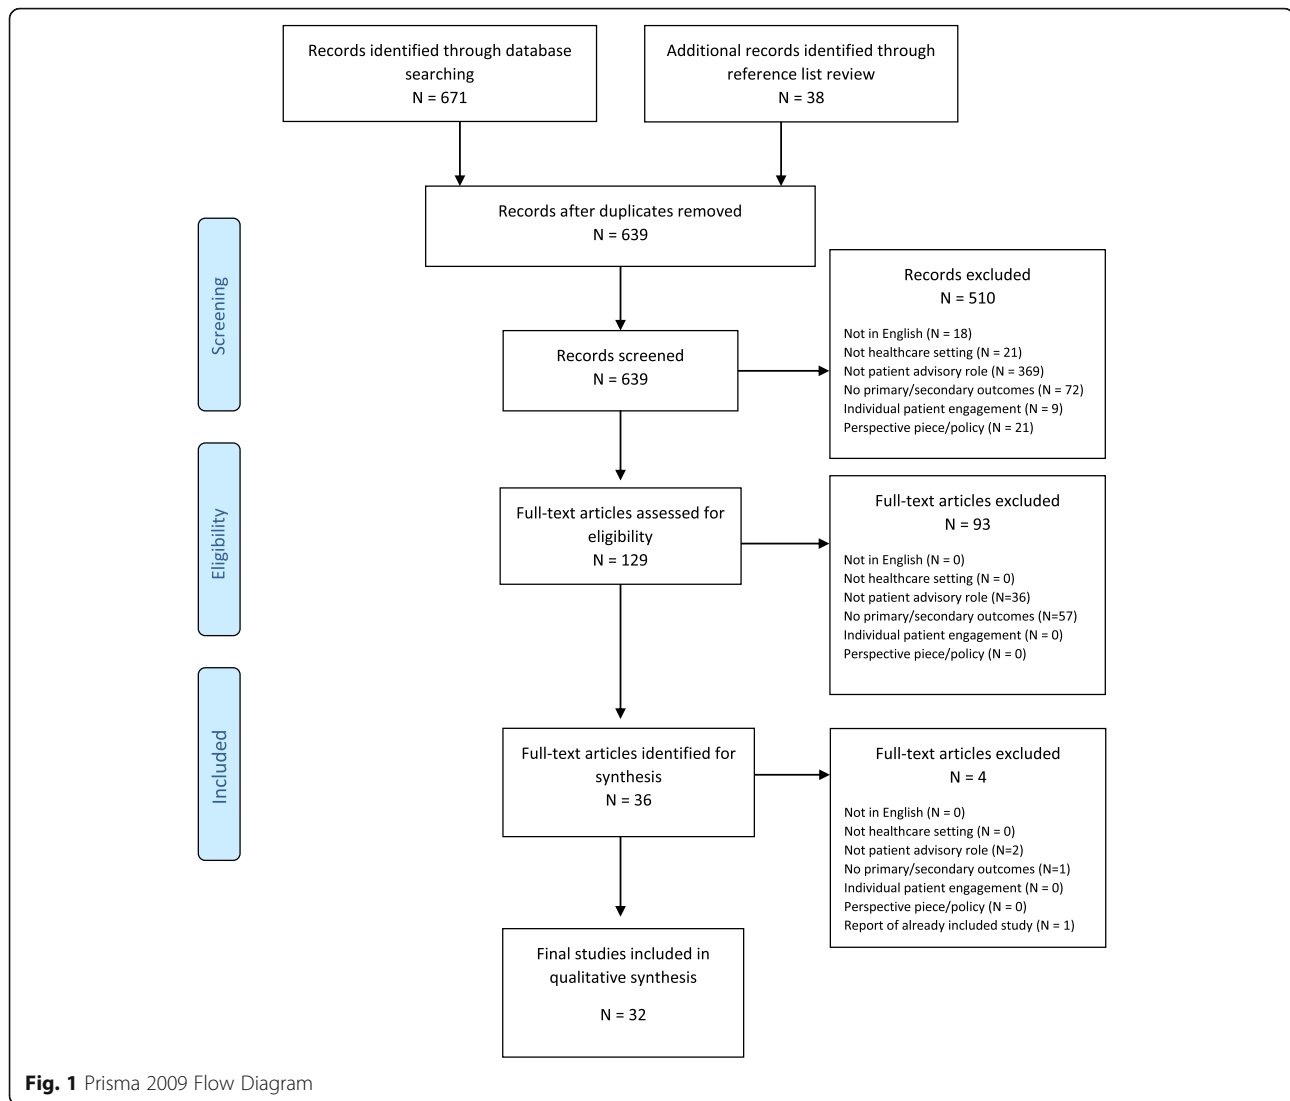 Records identified through database
searching
N = 671
Additional records identified through
reference list review
N = 38
Records after duplicates removed
N = 639
Screening
Records screened
N = 639
Records excluded
N = 510
Not in English (N = 18)
Not healthcare setting (N = 21)
Not patient advisory role (N = 369)
No primary/secondary outcomes (N = 72)
Individual patient engagement (N = 9)
Perspective piece/policy (N = 21)
Eligibility
Full-text articles assessed for
eligibility
N = 129
Full-text articles excluded
N = 93
Not in English (N = 0)
Not healthcare setting (N = 0)
Not patient advisory role (N=36)
No primary/secondary outcomes (N=57)
Individual patient engagement (N = 0)
Perspective piece/policy (N = 0)
Included
Full-text articles identified for
synthesis
N = 36
Full-text articles excluded
N = 4
Not in English (N = 0)
Not healthcare setting (N = 0)
Not patient advisory role (N=2)
No primary/secondary outcomes (N=1)
Individual patient engagement (N = 0)
Perspective piece/policy (N = 0)
Report of already included study (N = 1)
Final studies included in
qualitative synthesis
N = 32
Fig. 1 Prisma 2009 Flow Diagram